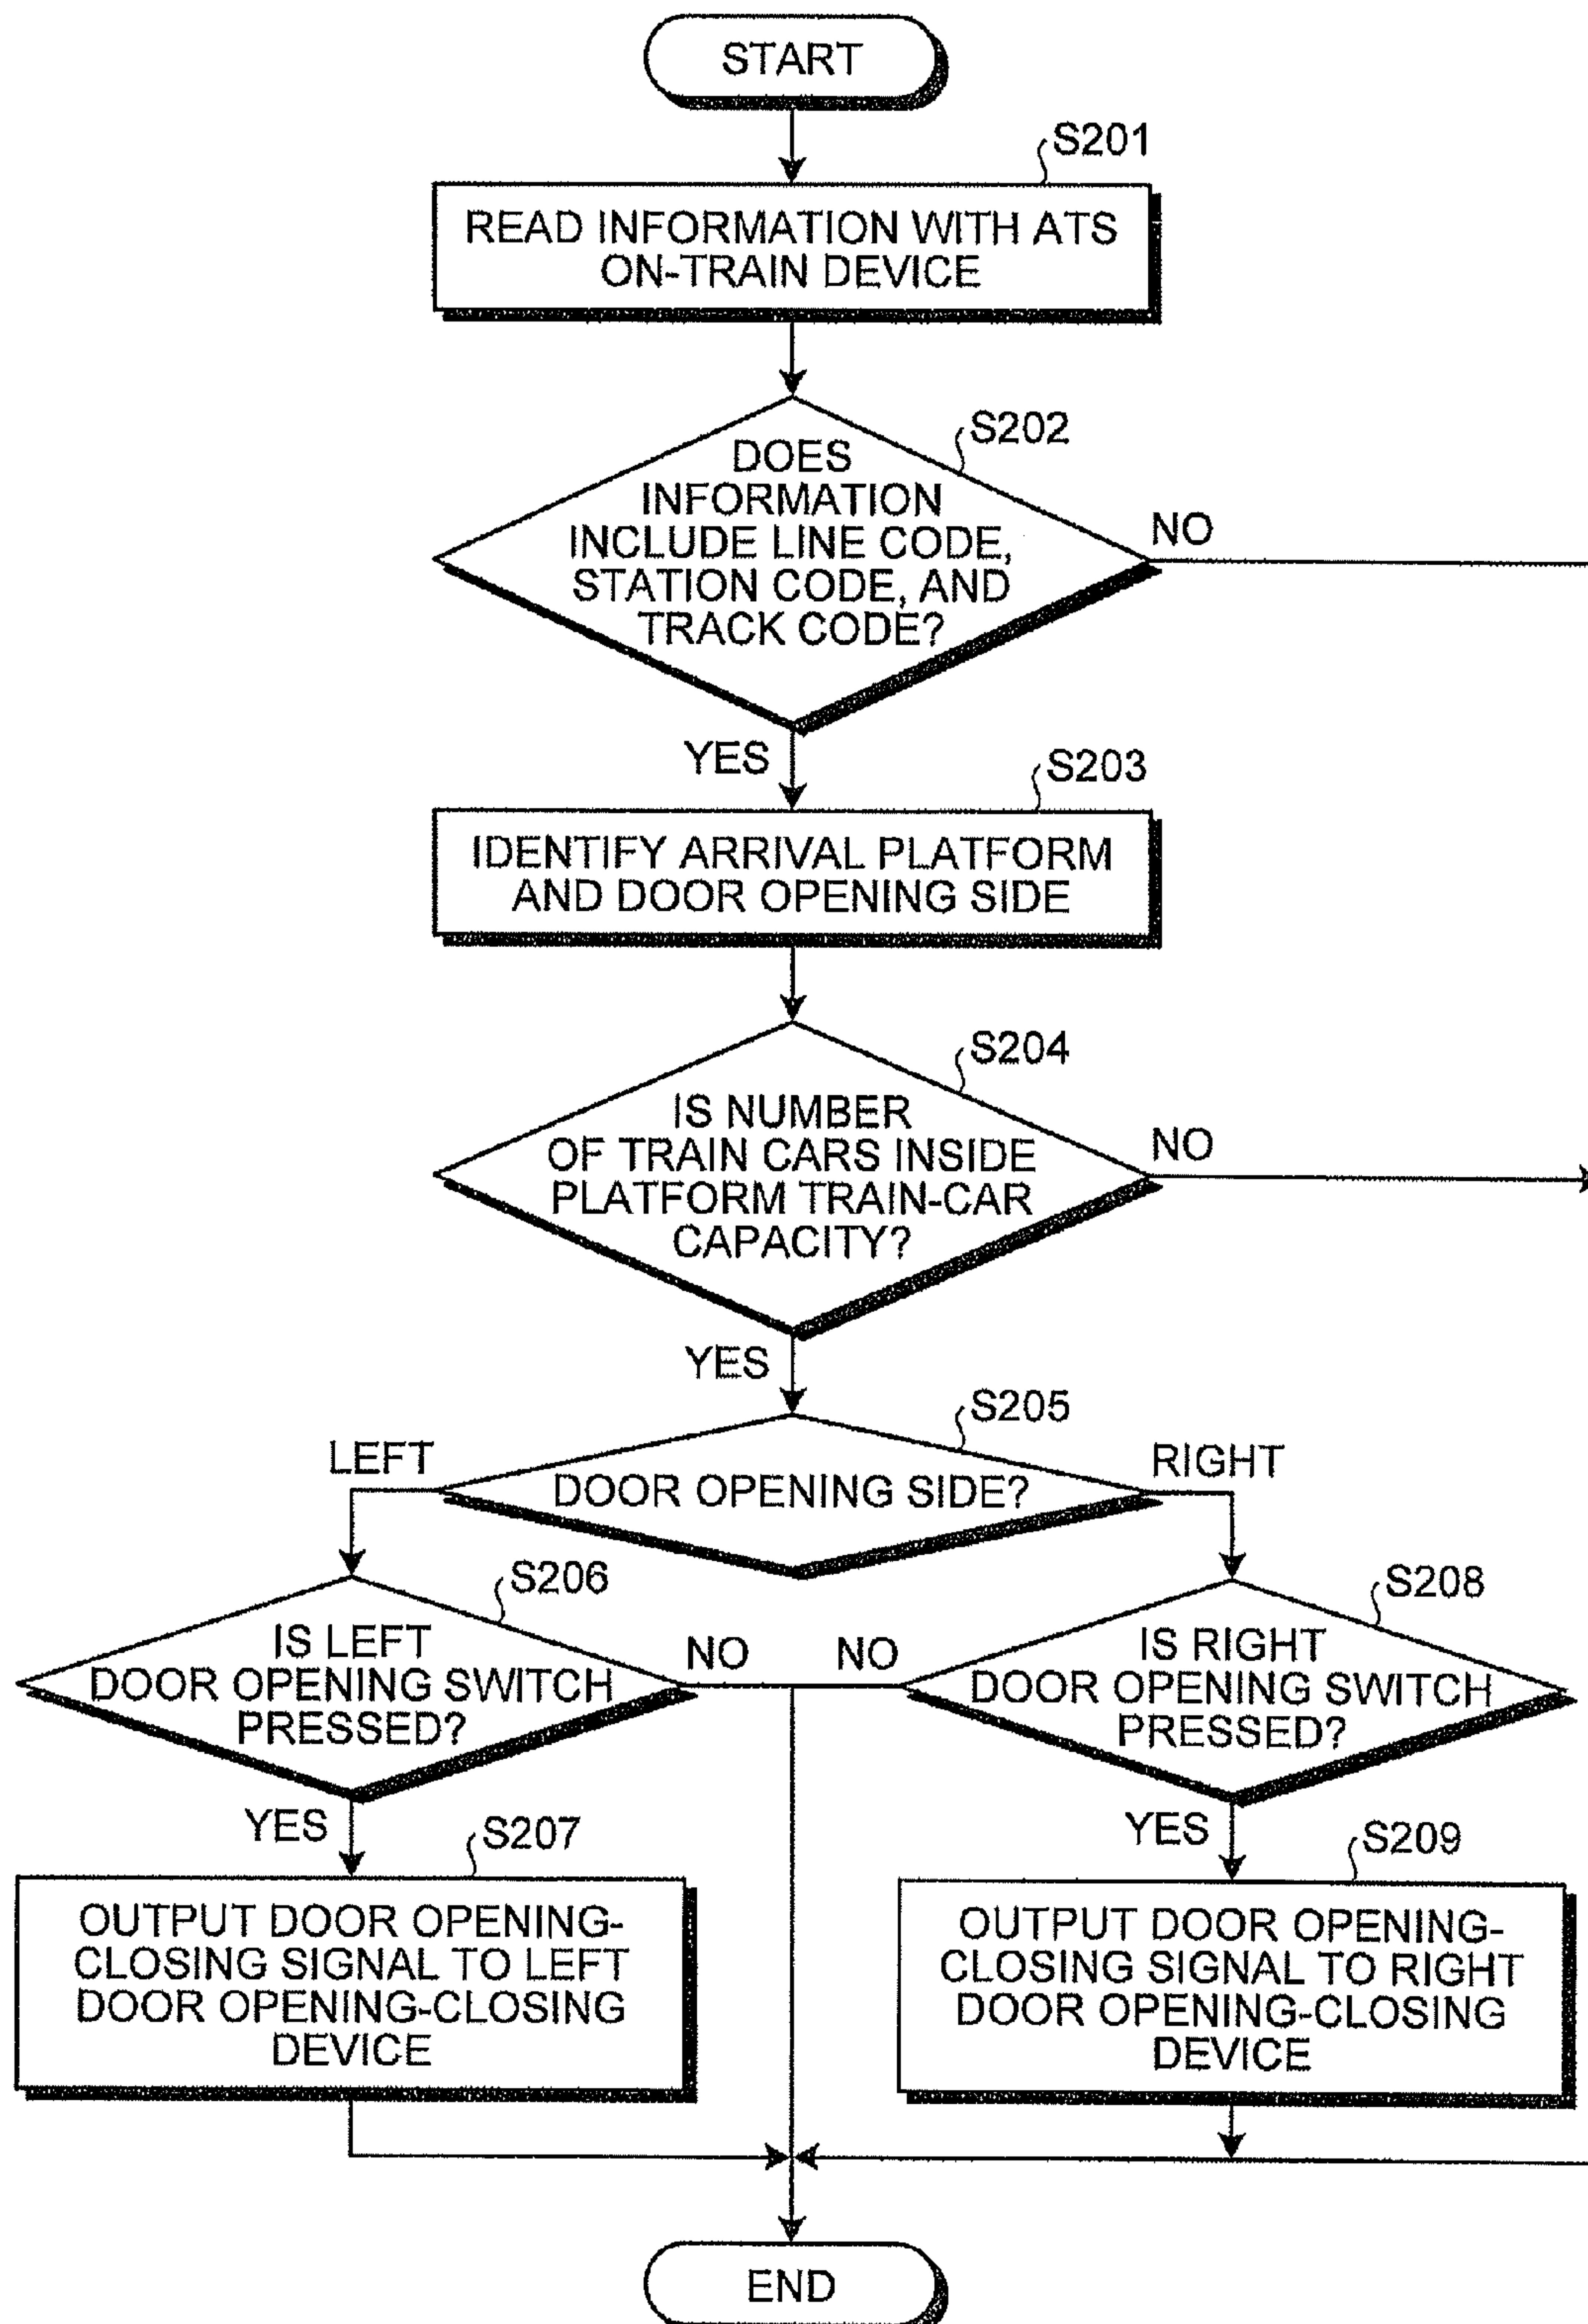 START
S201
READ INFORMATION WITH ATS
ON-TRAIN DEVICE
S202
DOES
INFORMATION
INCLUDE LINE CODE,
STATION CODE, AND
TRACK CODE?
NO
YES
S203
IDENTIFY ARRIVAL PLATFORM
AND DOOR OPENING SIDE
S204
IS NUMBER
OF TRAIN CARS INSIDE
PLATFORM TRAIN-CAR
CAPACITY?
NO
YES
S205
LEFT
DOOR OPENING SIDE?
RIGHT
S206
IS LEFT
DOOR OPENING SWITCH
PRESSED?
NO
YES
S207
OUTPUT DOOR OPENING-
CLOSING SIGNAL TO LEFT
DOOR OPENING-CLOSING
DEVICE
S208
IS RIGHT
DOOR OPENING SWITCH
PRESSED?
NO
YES
S209
OUTPUT DOOR OPENING-
CLOSING SIGNAL TO RIGHT
DOOR OPENING-CLOSING
DEVICE
END